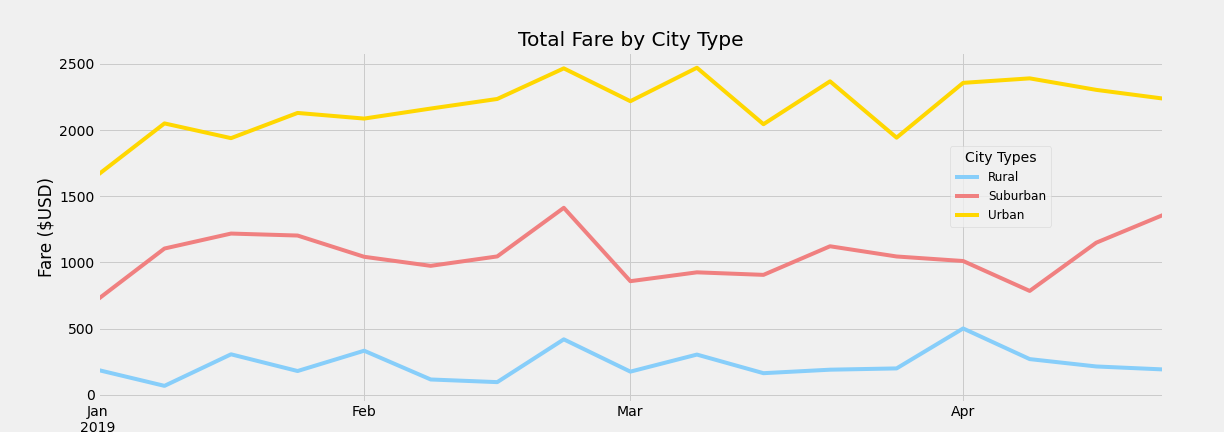 Total Fare by City Type
Fare ($USD)
2500
2000
1500
1000
500
0
City Types
Rural
Suburban
Urban
Jan Feb Mar Apr
2019